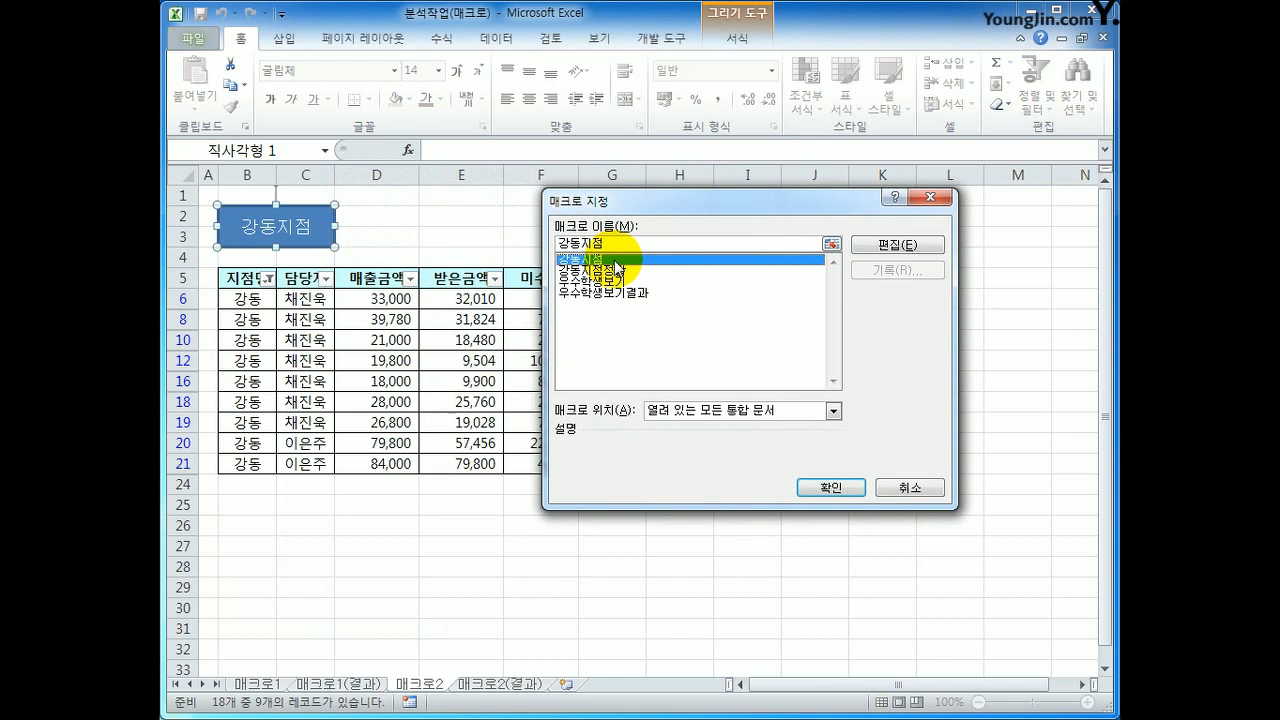 분석작업(매크로) - Microsoft Excel
그리기 도구
YoungJin.com Y.
파일 홈 삽입 페이지 레이아웃 수식 데이터 검토 보기 개발 도구 서식
붙여넣기
클립보드
굴림체 14
가 가 가
글꼴
맞춤
일반
표시 형식
조건부 서식
표 서식
셀 스타일
스타일
삽입
삭제
서식
셀
정렬 및 필터
찾기 및 선택
편집
직사각형 1
fx
A B C D E F G H I J K L M N
1
2
강동지점
3
4
5 담당자 매출금액 받은금액
6 강동 채진욱 33,000 32,010
8 강동 채진욱 39,780 31,824
10 강동 채진욱 21,000 18,480
12 강동 채진욱 19,800 9,504
16 강동 채진욱 18,000 9,900
18 강동 채진욱 28,000 25,760
19 강동 채진욱 26,800 19,028
20 강동 이은주 79,800 57,456
21 강동 이은주 84,000 79,800
24
25
26
27
28
29
30
31
32
33
매크로 지정
매크로 이름(M):
강동지점
편집(E)
강동지점
기록(R)...
우수학생보기
우수학생보기결과
매크로 위치(A): 열려 있는 모든 통합 문서
설명
확인 취소
매크로1 매크로1(결과) 매크로2 매크로2(결과)
준비 18개 중 9개의 레코드가 있습니다. 100%